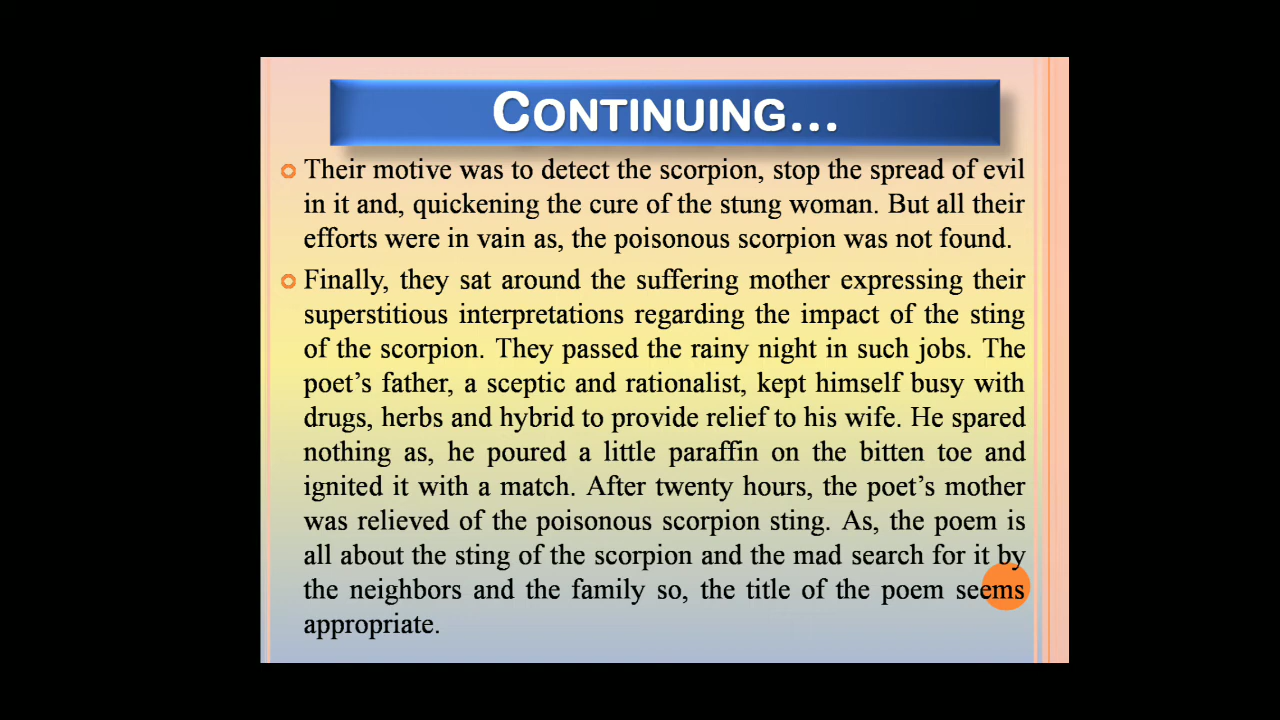 CONTINUING...
Their motive was to detect the scorpion, stop the spread of evil
in it and, quickening the cure of the stung woman. But all their
efforts were in vain as, the poisonous scorpion was not found.
Finally, they sat around the suffering mother expressing their
superstitious interpretations regarding the impact of the sting
of the scorpion. They passed the rainy night in such jobs. The
poet’s father, a sceptic and rationalist, kept himself busy with
drugs, herbs and hybrid to provide relief to his wife. He spared
nothing as, he poured a little paraffin on the bitten toe and
ignited it with a match. After twenty hours, the poet’s mother
was relieved of the poisonous scorpion sting. As, the poem is
all about the sting of the scorpion and the mad search for it by
the neighbors and the family so, the title of the poem seems
appropriate.